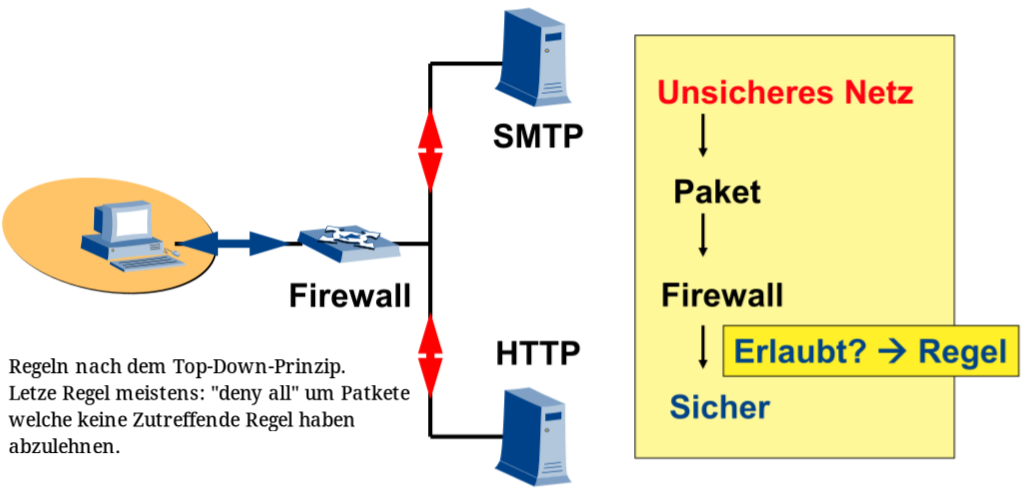 SMTP
Firewall
HTTP
Regeln nach dem Top-Down-Prinzip.
Letze Regel meistens: "deny all" um Patkete
welche keine Zutreffende Regel haben
abzulehnen.
Unsicheres Netz
Paket
Firewall
Erlaubt? → Regel
Sicher